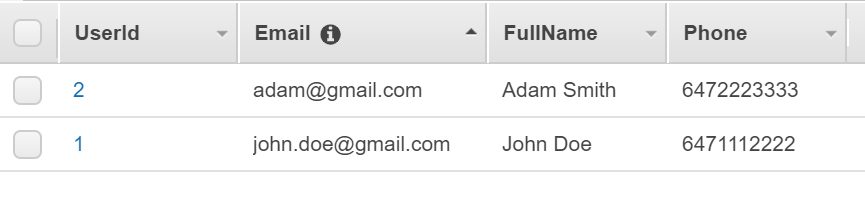 UserId Email FullName Phone
2 adam@gmail.com Adam Smith 6472223333
1 john.doe@gmail.com John Doe 6471112222